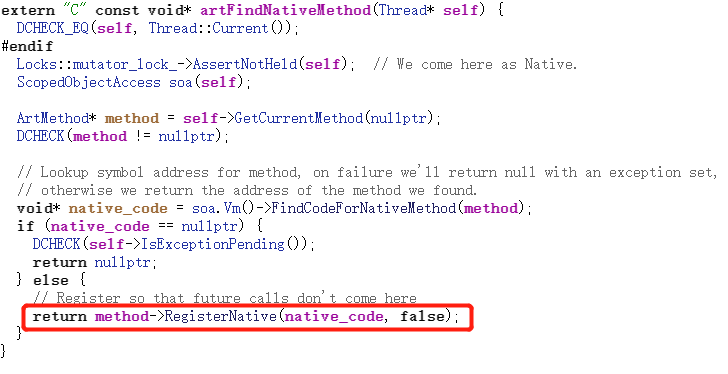 extern "C" const void* artFindNativeMethod(Thread* self) {
  DCHECK_EQ(self, Thread::Current());
#endif
  Locks::mutator_lock_->AssertNotHeld(self);  // We come here as Native.
  ScopedObjectAccess soa(self);

  ArtMethod* method = self->GetCurrentMethod(nullptr);
  DCHECK(method != nullptr);

  // Lookup symbol address for method, on failure we'll return null with an exception set,
  // otherwise we return the address of the method we found.
  void* native_code = soa.Vm()->FindCodeForNativeMethod(method);
  if (native_code == nullptr) {
    DCHECK(self->IsExceptionPending());
    return nullptr;
  } else {
    // Register so that future calls don't come here
    return method->RegisterNative(native_code, false);
  }
}